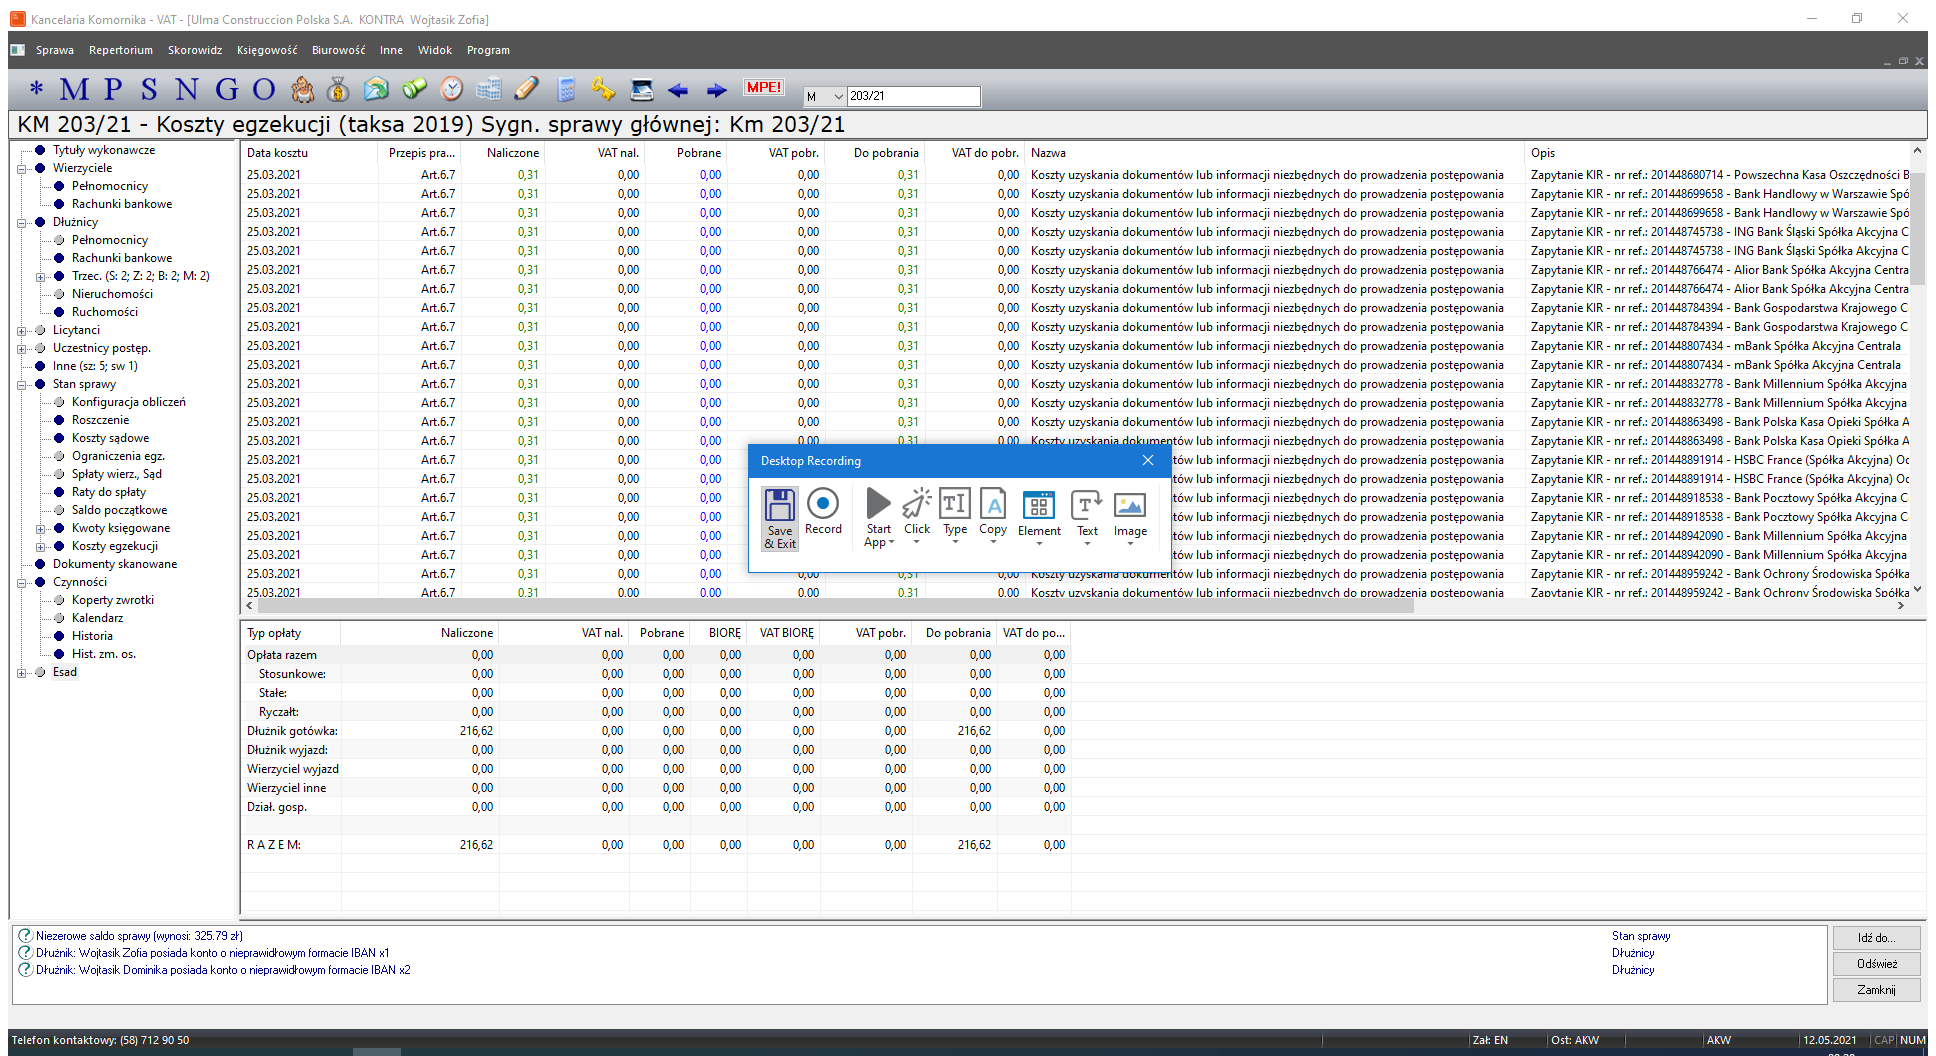 Kancelaria Komornika - VAT - [Ulma Construccion Polska S.A. KONTRA Wojtasik Zofia]
Sprawa Repertorium Skorowidz Księgowość Biurowość Inne Widok Program
* M P S N G O MPE! M 203/21
KM 203/21 - Koszty egzekucji (taksa 2019) Sygn. sprawy głównej: Km 203/21
Tytuły wykonawcze
Wierzyciele
Pełnomocnicy
Rachunki bankowe
Dłużnicy
Pełnomocnicy
Rachunki bankowe
Trzec. (S: 2; Z: 2; B: 2; M: 2)
Nieruchomości
Ruchomości
Licytanci
Uczestnicy postęp.
Inne (sz: 5; sw 1)
Stan sprawy
Konfiguracja obliczeń
Roszczenie
Koszty sądowe
Ograniczenia egz.
Spłaty wierz., Sąd
Raty do spłaty
Saldo początkowe
Kwoty księgowane
Koszty egzekucji
Dokumenty skanowane
Czynności
Koperty zwrotki
Kalendarz
Historia
Hist. zm. os.
Esad
Data kosztu Przepis pra... Naliczone VAT nal. Pobrane VAT pobr. Do pobrania VAT do pobr. Nazwa Opis
25.03.2021 Art.6.7 0,31 0,00 0,00 0,00 0,31 0,00 Koszty uzyskania dokumentów lub informacji niezbędnych do prowadzenia postępowania Zapytanie KIR - nr ref.: 201448680714 - Powszechna Kasa Oszczędności B
25.03.2021 Art.6.7 0,31 0,00 0,00 0,00 0,31 0,00 Koszty uzyskania dokumentów lub informacji niezbędnych do prowadzenia postępowania Zapytanie KIR - nr ref.: 201448699658 - Bank Handlowy w Warszawie Spó
25.03.2021 Art.6.7 0,31 0,00 0,00 0,00 0,31 0,00 Koszty uzyskania dokumentów lub informacji niezbędnych do prowadzenia postępowania Zapytanie KIR - nr ref.: 201448699658 - Bank Handlowy w Warszawie Spó
25.03.2021 Art.6.7 0,31 0,00 0,00 0,00 0,31 0,00 Koszty uzyskania dokumentów lub informacji niezbędnych do prowadzenia postępowania Zapytanie KIR - nr ref.: 201448745738 - ING Bank Śląski Spółka Akcyjna C
25.03.2021 Art.6.7 0,31 0,00 0,00 0,00 0,31 0,00 Koszty uzyskania dokumentów lub informacji niezbędnych do prowadzenia postępowania Zapytanie KIR - nr ref.: 201448745738 - ING Bank Śląski Spółka Akcyjna C
25.03.2021 Art.6.7 0,31 0,00 0,00 0,00 0,31 0,00 Koszty uzyskania dokumentów lub informacji niezbędnych do prowadzenia postępowania Zapytanie KIR - nr ref.: 201448766474 - Alior Bank Spółka Akcyjna Centra
25.03.2021 Art.6.7 0,31 0,00 0,00 0,00 0,31 0,00 Koszty uzyskania dokumentów lub informacji niezbędnych do prowadzenia postępowania Zapytanie KIR - nr ref.: 201448766474 - Alior Bank Spółka Akcyjna Centra
25.03.2021 Art.6.7 0,31 0,00 0,00 0,00 0,31 0,00 Koszty uzyskania dokumentów lub informacji niezbędnych do prowadzenia postępowania Zapytanie KIR - nr ref.: 201448784394 - Bank Gospodarstwa Krajowego C
25.03.2021 Art.6.7 0,31 0,00 0,00 0,00 0,31 0,00 Koszty uzyskania dokumentów lub informacji niezbędnych do prowadzenia postępowania Zapytanie KIR - nr ref.: 201448784394 - Bank Gospodarstwa Krajowego C
25.03.2021 Art.6.7 0,31 0,00 0,00 0,00 0,31 0,00 Koszty uzyskania dokumentów lub informacji niezbędnych do prowadzenia postępowania Zapytanie KIR - nr ref.: 201448807434 - mBank Spółka Akcyjna Centrala
25.03.2021 Art.6.7 0,31 0,00 0,00 0,00 0,31 0,00 Koszty uzyskania dokumentów lub informacji niezbędnych do prowadzenia postępowania Zapytanie KIR - nr ref.: 201448807434 - mBank Spółka Akcyjna Centrala
25.03.2021 Art.6.7 0,31 0,00 0,00 0,00 0,31 0,00 Koszty uzyskania dokumentów lub informacji niezbędnych do prowadzenia postępowania Zapytanie KIR - nr ref.: 201448832778 - Bank Millennium Spółka Akcyjna
25.03.2021 Art.6.7 0,31 0,00 0,00 0,00 0,31 0,00 Koszty uzyskania dokumentów lub informacji niezbędnych do prowadzenia postępowania Zapytanie KIR - nr ref.: 201448832778 - Bank Millennium Spółka Akcyjna
25.03.2021 Art.6.7 0,31 0,00 0,00 0,00 0,31 0,00 Koszty uzyskania dokumentów lub informacji niezbędnych do prowadzenia postępowania Zapytanie KIR - nr ref.: 201448863498 - Bank Polska Kasa Opieki Spółka A
25.03.2021 Art.6.7 0,31 0,00 0,00 0,00 0,31 0,00 Koszty uzyskania dokumentów lub informacji niezbędnych do prowadzenia postępowania Zapytanie KIR - nr ref.: 201448863498 - Bank Polska Kasa Opieki Spółka A
25.03.2021 Art.6.7 0,31 0,00 0,00 tów lub informacji niezbędnych do prowadzenia postępowania Zapytanie KIR - nr ref.: 201448891914 - HSBC France (Spółka Akcyjna) Oc
25.03.2021 Art.6.7 0,31 0,00 0,00 tów lub informacji niezbędnych do prowadzenia postępowania Zapytanie KIR - nr ref.: 201448891914 - HSBC France (Spółka Akcyjna) Oc
25.03.2021 Art.6.7 0,31 0,00 0,00 tów lub informacji niezbędnych do prowadzenia postępowania Zapytanie KIR - nr ref.: 201448918538 - Bank Pocztowy Spółka Akcyjna C
25.03.2021 Art.6.7 0,31 0,00 0,00 tów lub informacji niezbędnych do prowadzenia postępowania Zapytanie KIR - nr ref.: 201448918538 - Bank Pocztowy Spółka Akcyjna C
25.03.2021 Art.6.7 0,31 0,00 0,00 tów lub informacji niezbędnych do prowadzenia postępowania Zapytanie KIR - nr ref.: 201448942090 - Bank Millennium Spółka Akcyjna
25.03.2021 Art.6.7 0,31 0,00 0,00 tów lub informacji niezbędnych do prowadzenia postępowania Zapytanie KIR - nr ref.: 201448942090 - Bank Millennium Spółka Akcyjna
25.03.2021 Art.6.7 0,31 0,00 0,00 0,00 0,31 0,00 Koszty uzyskania dokumentów lub informacji niezbędnych do prowadzenia postępowania Zapytanie KIR - nr ref.: 201448959242 - Bank Ochrony Środowiska Spółka
25.03.2021 Art.6.7 0,31 0,00 0,00 0,00 0,31 0,00 Koszty uzyskania dokumentów lub informacji niezbędnych do prowadzenia postępowania Zapytanie KIR - nr ref.: 201448959242 - Bank Ochrony Środowiska Spółka
Desktop Recording
Save & Exit
Record
Start App
Click
Type
Copy
Element
Text
Image
Typ opłaty Naliczone VAT nal. Pobrane BIORĘ VAT BIORĘ VAT pobr. Do pobrania VAT do po...
Opłata razem 0,00 0,00 0,00 0,00 0,00 0,00 0,00 0,00
Stosunkowe: 0,00 0,00 0,00 0,00 0,00 0,00 0,00 0,00
Stałe: 0,00 0,00 0,00 0,00 0,00 0,00 0,00 0,00
Ryczałt: 0,00 0,00 0,00 0,00 0,00 0,00 0,00 0,00
Dłużnik gotówka: 216,62 0,00 0,00 0,00 0,00 0,00 216,62 0,00
Dłużnik wyjazd: 0,00 0,00 0,00 0,00 0,00 0,00 0,00 0,00
Wierzyciel wyjazd 0,00 0,00 0,00 0,00 0,00 0,00 0,00 0,00
Wierzyciel inne 0,00 0,00 0,00 0,00 0,00 0,00 0,00 0,00
Dział. gosp. 0,00 0,00 0,00 0,00 0,00 0,00 0,00 0,00
R A Z E M: 216,62 0,00 0,00 0,00 0,00 0,00 216,62 0,00
Niezerowe saldo sprawy (wynosi: 325.79 zł) Stan sprawy
Dłużnik: Wojtasik Zofia posiada konto o nieprawidłowym formacie IBAN x1 Dłużnicy
Dłużnik: Wojtasik Dominika posiada konto o nieprawidłowym formacie IBAN x2 Dłużnicy
Idź do...
Odśwież
Zamknij
Telefon kontaktowy: (58) 712 90 50 Zał: EN Ost: AKW AKW 12.05.2021 CAP NUM